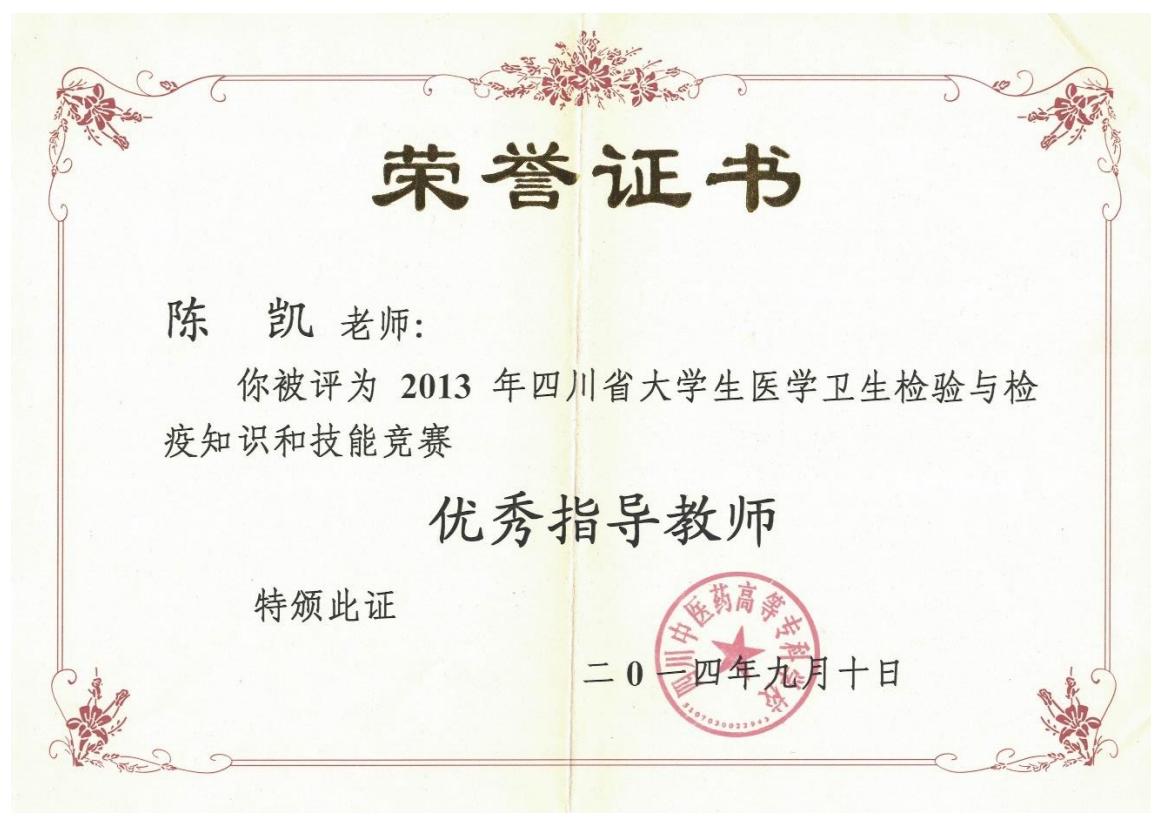 荣誉证书
陈 凯 老师:
你被评为 2013 年四川省大学生医学卫生检验与检
疫知识和技能竞赛
优秀指导教师
特颁此证
四川中医药高等专科学校
二0一四年九月十日